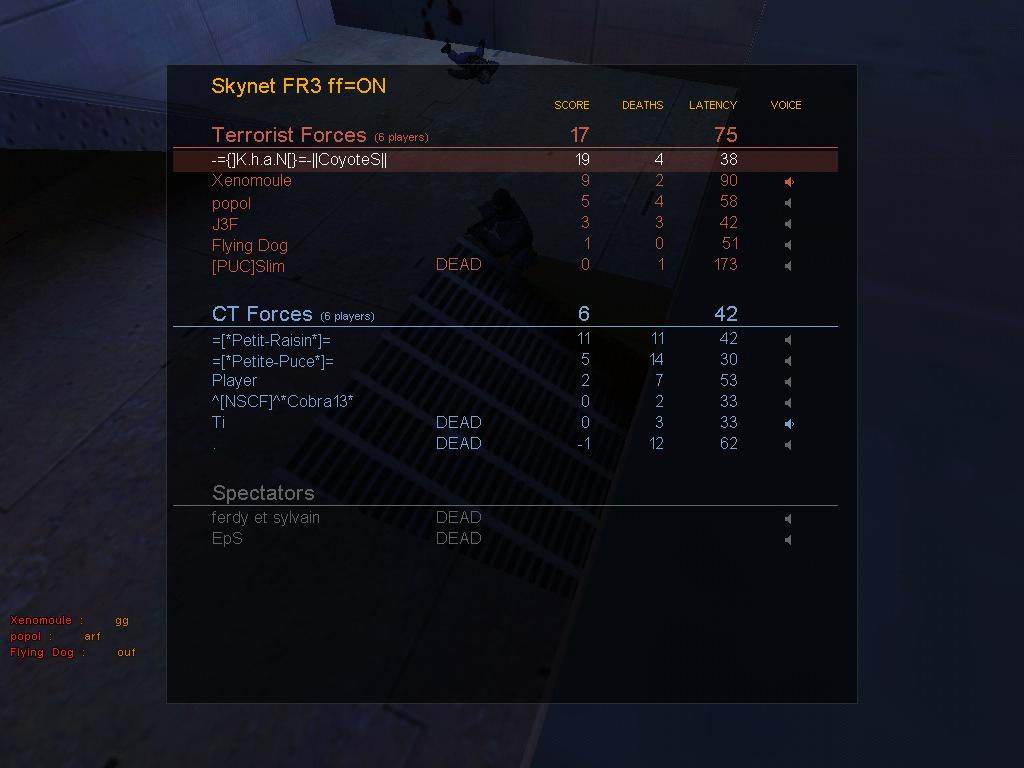 Skynet FR3 ff=ON
SCORE DEATHS LATENCY VOICE
Terrorist Forces (6 players) 17 75
-={]K.h.a.N[}=-||CoyoteS|| 19 4 38
Xenomoule 9 2 90
popol 5 4 58
J3F 3 3 42
Flying Dog 1 0 51
[PUC]Slim DEAD 0 1 173
CT Forces (6 players) 6 42
=[*Petit-Raisin*]= 11 11 42
=[*Petite-Puce*]= 5 14 30
Player 2 7 53
^[NSCF]^*Cobra13* 0 2 33
Ti DEAD 0 3 33
. DEAD -1 12 62
Spectators
ferdy et sylvain DEAD
EpS DEAD
Xenomoule : gg
popol : arf
Flying Dog : ouf